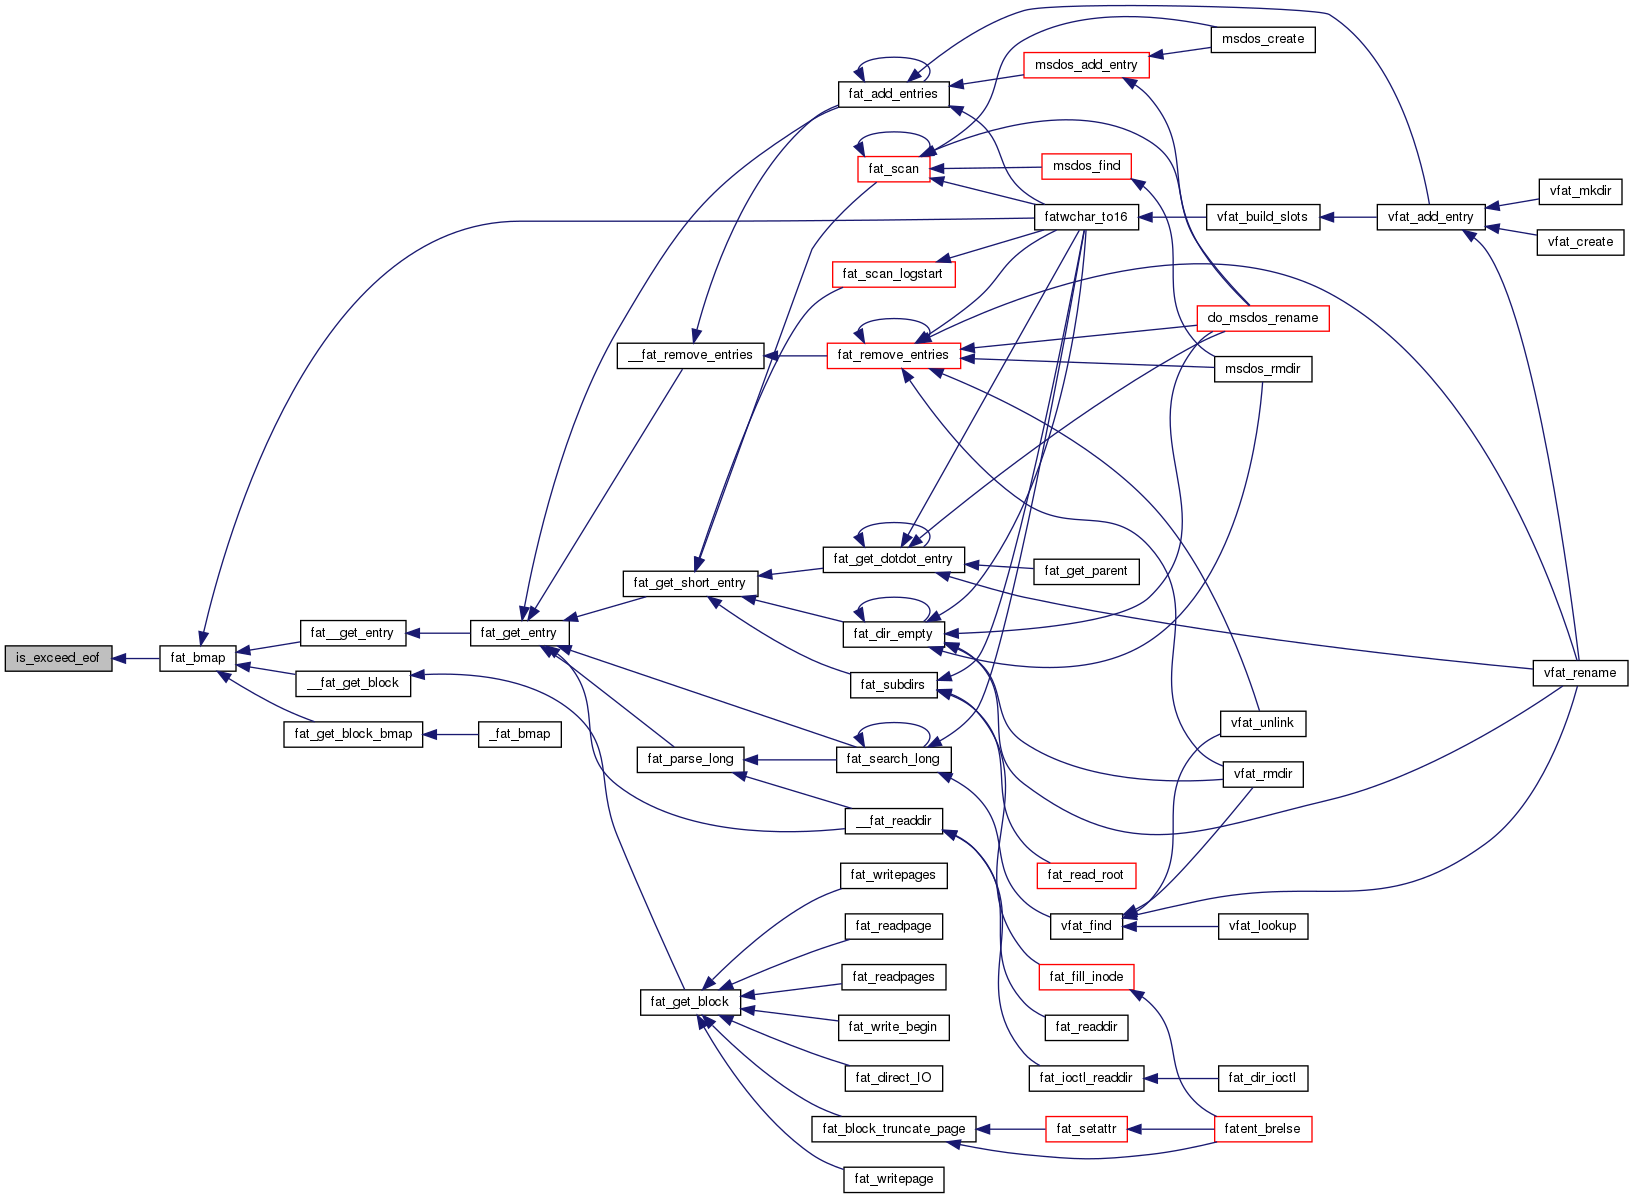 is_exceed_eof
fat_bmap
fat__get_entry
__fat_get_block
fat_get_block_bmap
_fat_bmap
fat_get_entry
__fat_remove_entries
fat_get_short_entry
fat_parse_long
fat_get_block
fat_add_entries
fat_scan
fat_scan_logstart
fat_remove_entries
fat_get_dotdot_entry
fat_dir_empty
fat_subdirs
fat_search_long
__fat_readdir
fat_writepages
fat_readpage
fat_readpages
fat_write_begin
fat_direct_IO
fat_block_truncate_page
fat_writepage
msdos_add_entry
msdos_find
fatwchar_to16
fat_get_parent
fat_read_root
vfat_find
fat_fill_inode
fat_readdir
fat_ioctl_readdir
fat_setattr
msdos_create
vfat_build_slots
do_msdos_rename
msdos_rmdir
vfat_unlink
vfat_rmdir
vfat_lookup
fat_dir_ioctl
fatent_brelse
vfat_add_entry
vfat_mkdir
vfat_create
vfat_rename